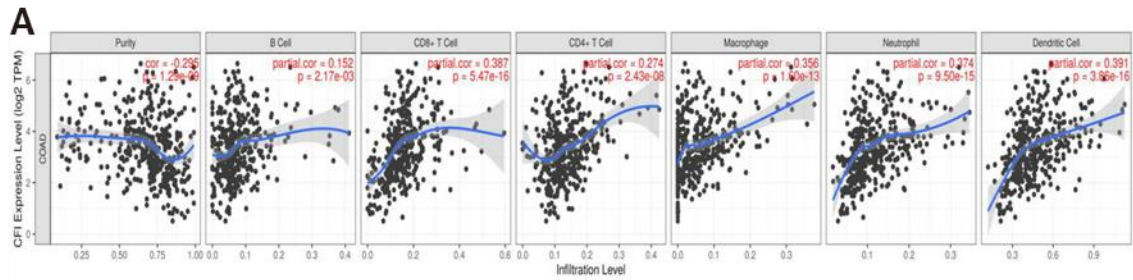 A
Purity
B Cell
CD8+ T Cell
CD4+ T Cell
Macrophage
Neutrophil
Dendritic Cell
cor = -0.295
partial.cor = 0.152
p = 2.17e-03
partial.cor = 0.387
p = 5.47e-16
partial.cor = 0.274
p = 2.43e-08
partial.cor = 0.356
partial.cor = 0.374
p = 9.50e-15
partial.cor = 0.391
CFI Expression Level (log2 TPM)
COAD
6
4
2
0
0.25 0.50 0.75 1.00
0.0 0.1 0.2 0.3 0.4
0.0 0.2 0.4 0.6
0.0 0.1 0.2 0.3 0.4
0.0 0.1 0.2 0.3
0.1 0.2 0.3
0.3 0.6 0.9
Infiltration Level